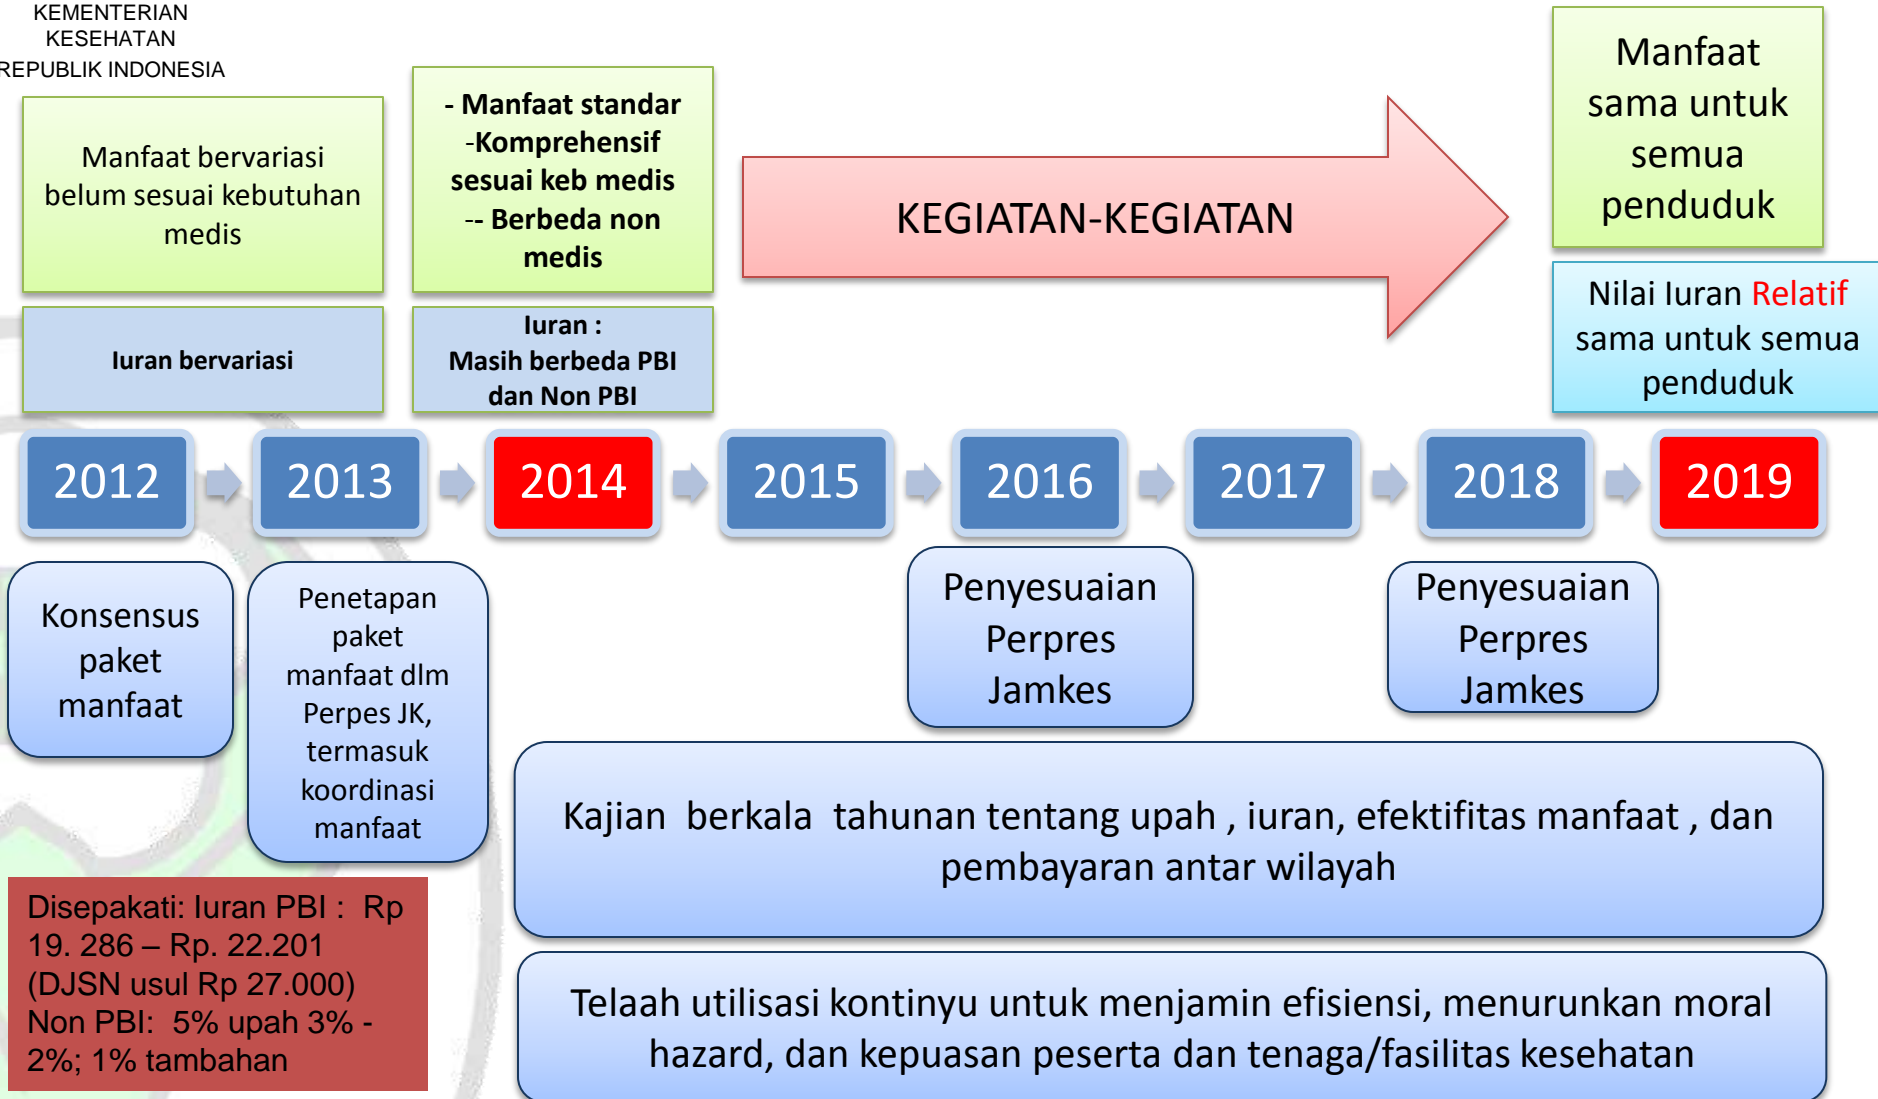 KEMENTERIAN
KESEHATAN
REPUBLIK INDONESIA
Manfaat bervariasi
belum sesuai kebutuhan
medis
- Manfaat standar
-Komprehensif
sesuai keb medis
-- Berbeda non
medis
KEGIATAN-KEGIATAN
Manfaat
sama untuk
semua
penduduk
Iuran bervariasi
Iuran :
Masih berbeda PBI
dan Non PBI
Nilai Iuran Relatif
sama untuk semua
penduduk
2012
2013
2014
2015
2016
2017
2018
2019
Konsensus
paket
manfaat
Penetapan
paket
manfaat dlm
Perpes JK,
termasuk
koordinasi
manfaat
Penyesuaian
Perpres
Jamkes
Penyesuaian
Perpres
Jamkes
Kajian berkala tahunan tentang upah , iuran, efektifitas manfaat , dan
pembayaran antar wilayah
Disepakati: Iuran PBI : Rp
19. 286 – Rp. 22.201
(DJSN usul Rp 27.000)
Non PBI: 5% upah 3% -
2%; 1% tambahan
Telaah utilisasi kontinyu untuk menjamin efisiensi, menurunkan moral
hazard, dan kepuasan peserta dan tenaga/fasilitas kesehatan